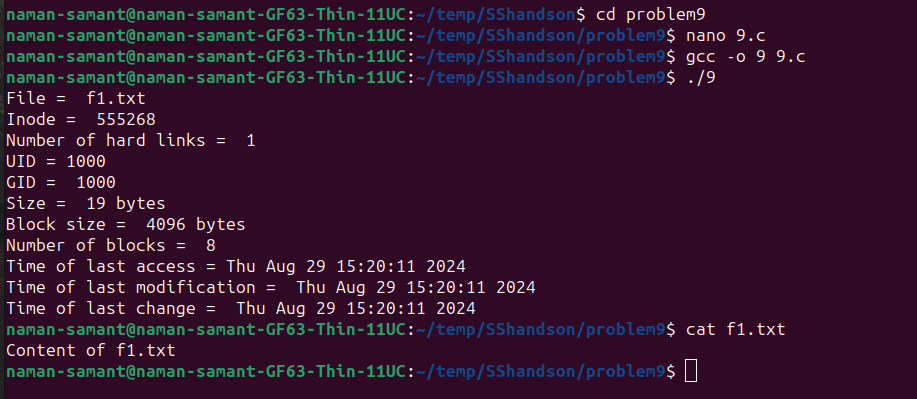 naman-samant@naman-samant-GF63-Thin-11UC:~/temp/SShandson$ cd problem9
naman-samant@naman-samant-GF63-Thin-11UC:~/temp/SShandson/problem9$ nano 9.c
naman-samant@naman-samant-GF63-Thin-11UC:~/temp/SShandson/problem9$ gcc -o 9 9.c
naman-samant@naman-samant-GF63-Thin-11UC:~/temp/SShandson/problem9$ ./9
File =  f1.txt
Inode =  555268
Number of hard links =  1
UID = 1000
GID =  1000
Size =  19 bytes
Block size =  4096 bytes
Number of blocks =  8
Time of last access = Thu Aug 29 15:20:11 2024
Time of last modification =  Thu Aug 29 15:20:11 2024
Time of last change =  Thu Aug 29 15:20:11 2024
naman-samant@naman-samant-GF63-Thin-11UC:~/temp/SShandson/problem9$ cat f1.txt
Content of f1.txt
naman-samant@naman-samant-GF63-Thin-11UC:~/temp/SShandson/problem9$